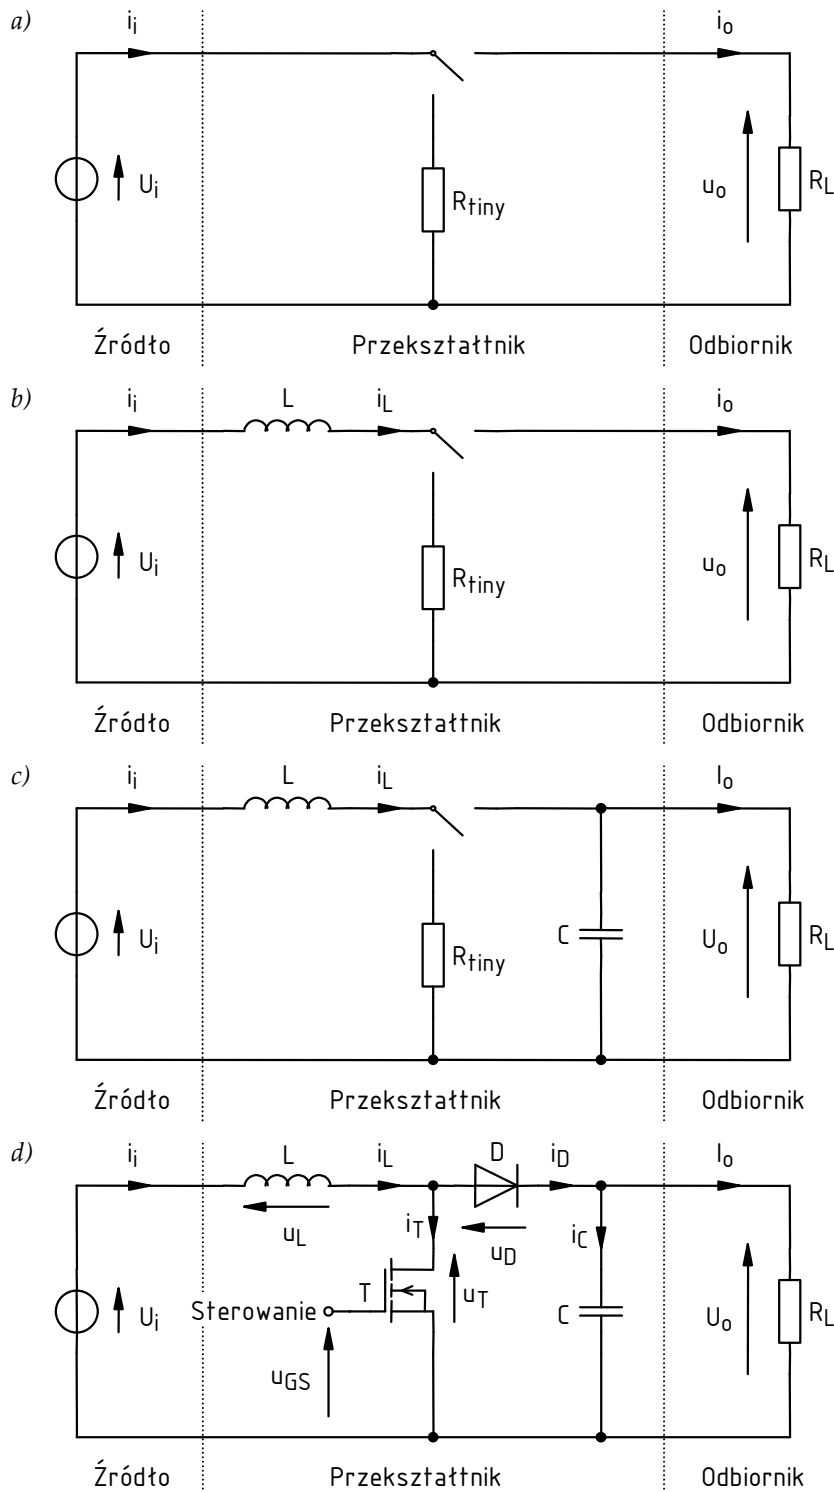 a) i_i i_o
U_i R_tiny u_o R_L
Źródło Przekształtnik Odbiornik
b) i_i L i_L i_o
U_i R_tiny u_o R_L
Źródło Przekształtnik Odbiornik
c) i_i L i_L I_o
U_i R_tiny C U_o R_L
Źródło Przekształtnik Odbiornik
d) i_i L i_L D i_D I_o
u_L i_T u_D i_C
U_i Sterowanie T u_T C U_o R_L
u_GS
Źródło Przekształtnik Odbiornik